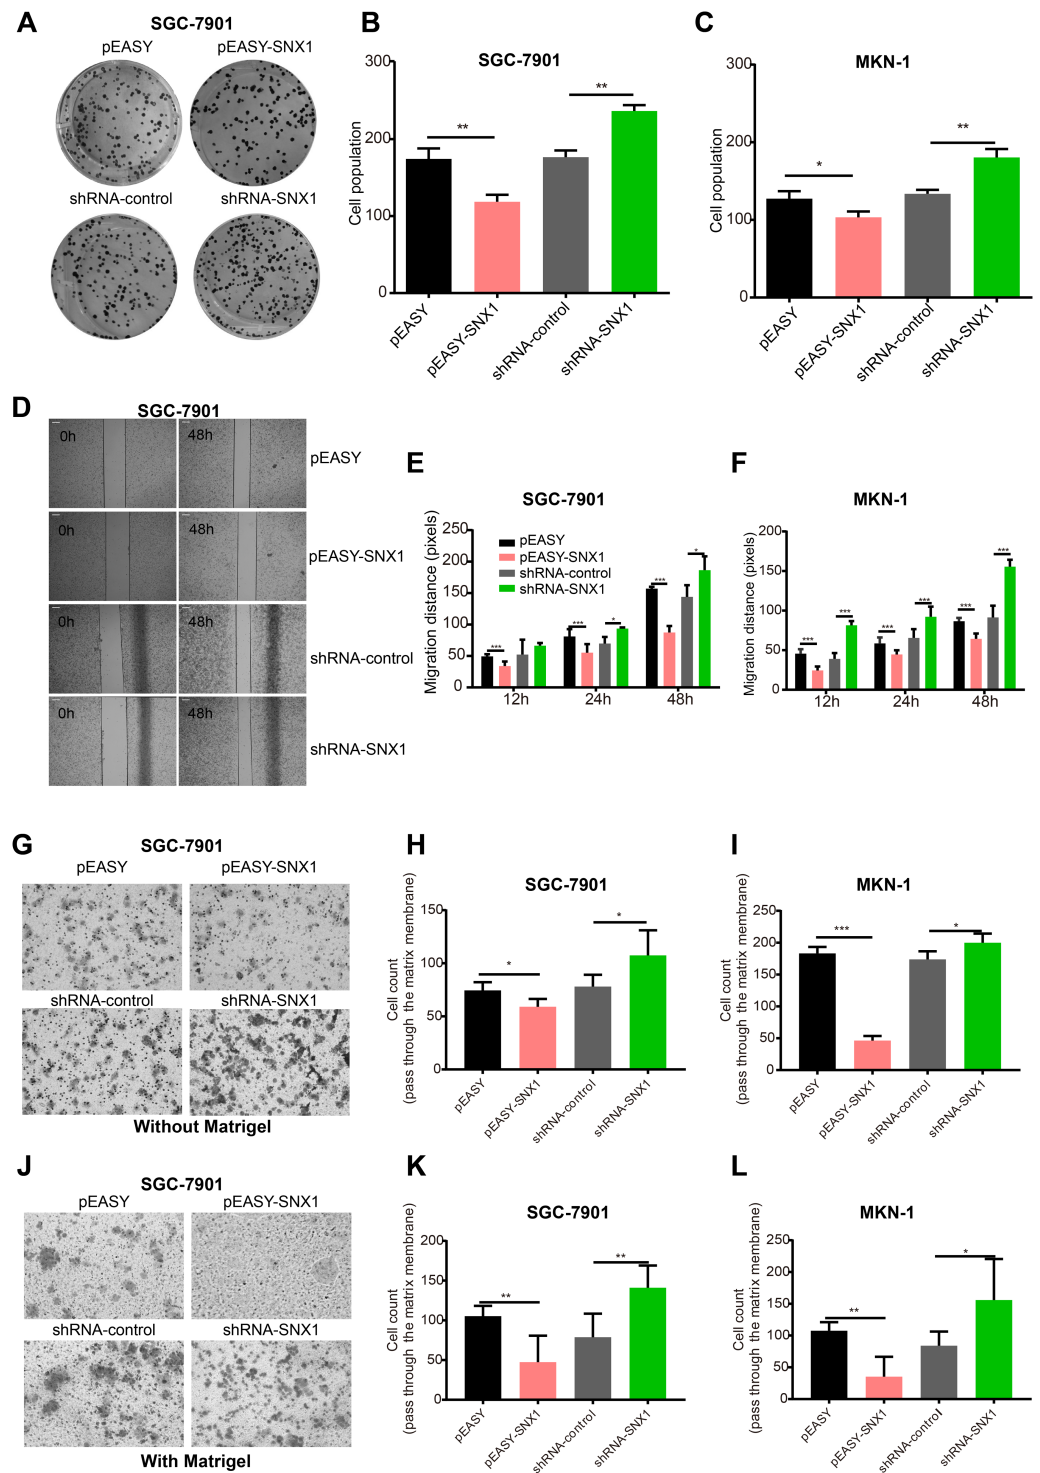 A
SGC-7901
pEASY
pEASY-SNX1
shRNA-control
shRNA-SNX1
B
SGC-7901
Cell population
300
200
100
0
**
**
pEASY
pEASY-SNX1
shRNA-control
shRNA-SNX1
C
MKN-1
Cell population
300
200
100
0
*
**
pEASY
pEASY-SNX1
shRNA-control
shRNA-SNX1
D
SGC-7901
0h
48h
pEASY
0h
48h
pEASY-SNX1
0h
48h
shRNA-control
0h
48h
shRNA-SNX1
E
SGC-7901
Migration distance (pixels)
250
200
150
100
50
0
pEASY
pEASY-SNX1
shRNA-control
shRNA-SNX1
***
***
*
***
*
12h
24h
48h
F
MKN-1
Migration distance (pixels)
200
150
100
50
0
***
***
***
***
***
***
12h
24h
48h
G
SGC-7901
pEASY
pEASY-SNX1
shRNA-control
shRNA-SNX1
Without Matrigel
H
SGC-7901
Cell count
(pass through the matrix membrane)
150
100
50
0
*
*
pEASY
pEASY-SNX1
shRNA-control
shRNA-SNX1
I
MKN-1
Cell count
(pass through the matrix membrane)
250
200
150
100
50
0
***
*
pEASY
pEASY-SNX1
shRNA-control
shRNA-SNX1
J
SGC-7901
pEASY
pEASY-SNX1
shRNA-control
shRNA-SNX1
With Matrigel
K
SGC-7901
Cell count
(pass through the matrix membrane)
200
150
100
50
0
**
**
pEASY
pEASY-SNX1
shRNA-control
shRNA-SNX1
L
MKN-1
Cell count
(pass through the matrix membrane)
250
200
150
100
50
0
**
*
pEASY
pEASY-SNX1
shRNA-control
shRNA-SNX1